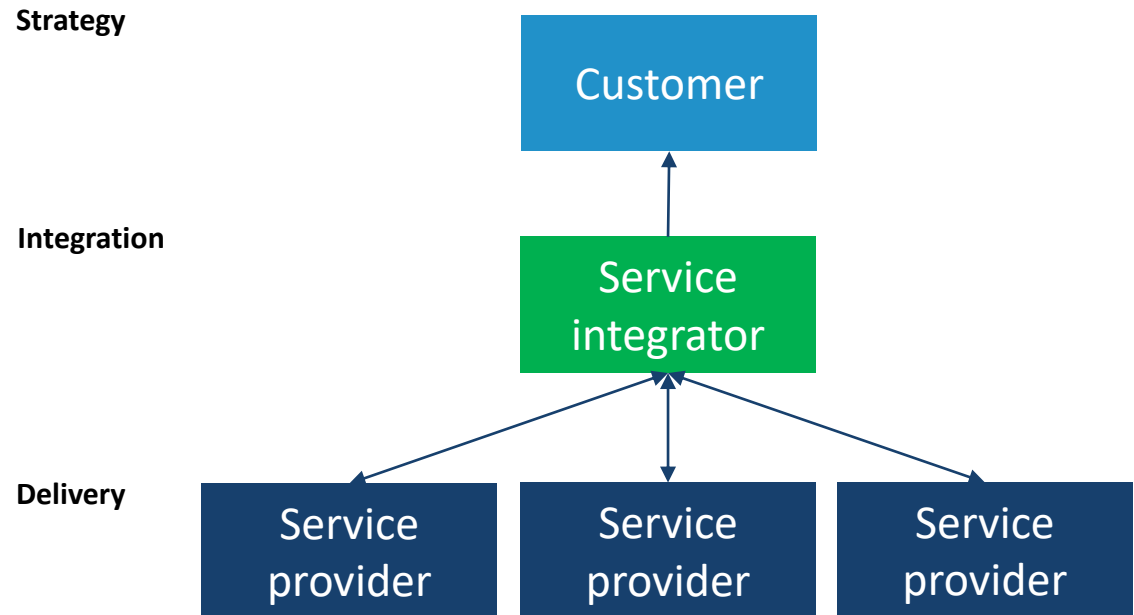 Strategy
Customer
Integration
Service
integrator
Delivery
Service
provider
Service
provider
Service
provider